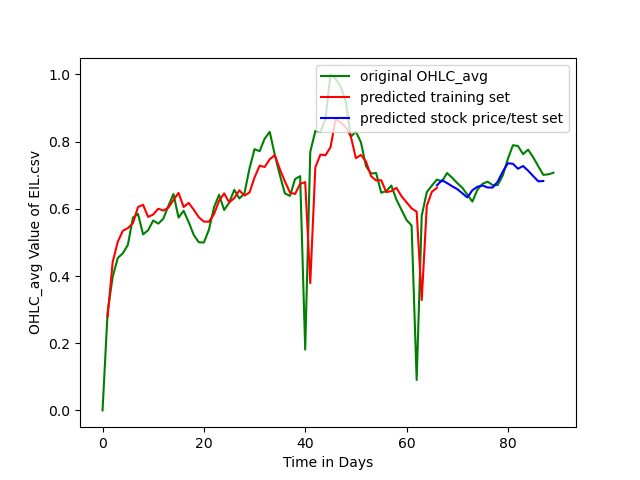 original OHLC_avg
predicted training set
predicted stock price/test set
OHLC_avg Value of EIL.csv
1.0
0.8
0.6
0.4
0.2
0.0
0 20 40 60 80
Time in Days